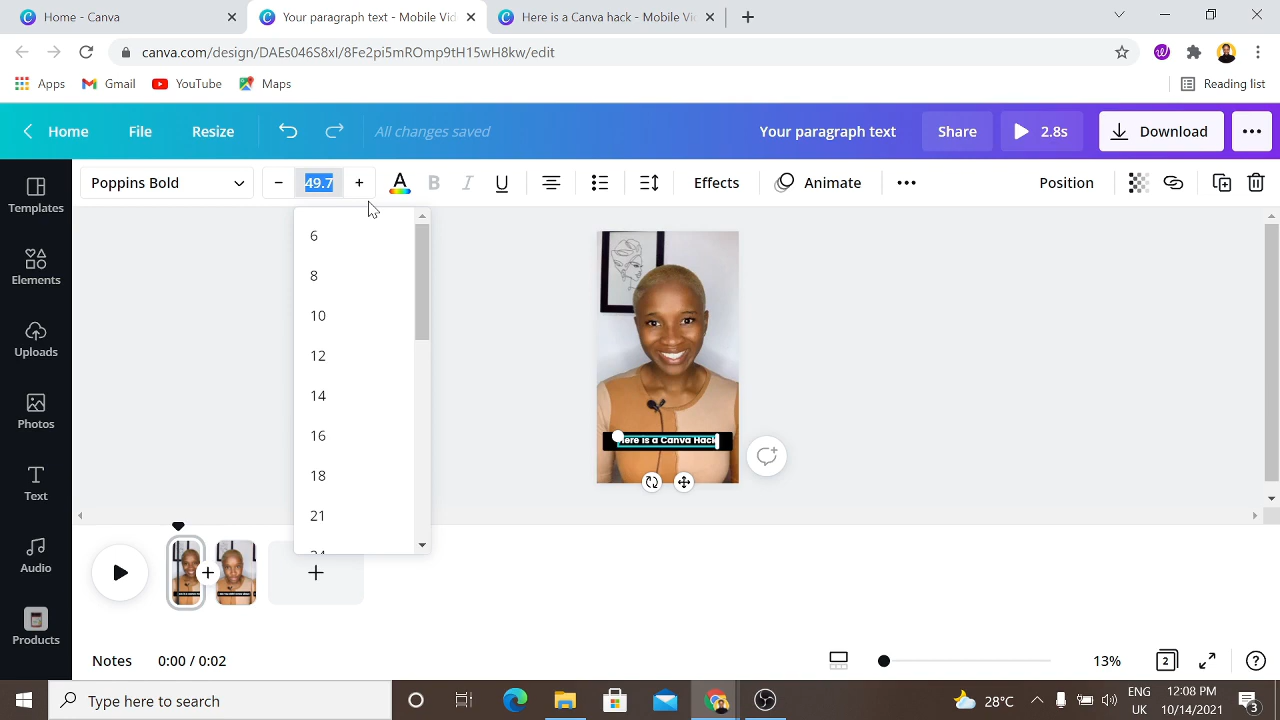 Home - Canva
Your paragraph text - Mobile Vi
Here is a Canva hack - Mobile Vi
canva.com/design/DAEs046S8xI/8Fe2pi5mROmp9tH15wH8kw/edit
Apps
Gmail
YouTube
Maps
Reading list
Home
File
Resize
All changes saved
Your paragraph text
Share
2.8s
Download
Poppins Bold
49.7
Effects
Animate
Position
Templates
Elements
Uploads
Photos
Text
Audio
Products
6
8
10
12
14
16
18
21
Here is a Canva Hack
Notes
0:00 / 0:02
13%
2
Type here to search
28°C
ENG
UK
12:08 PM
10/14/2021
3